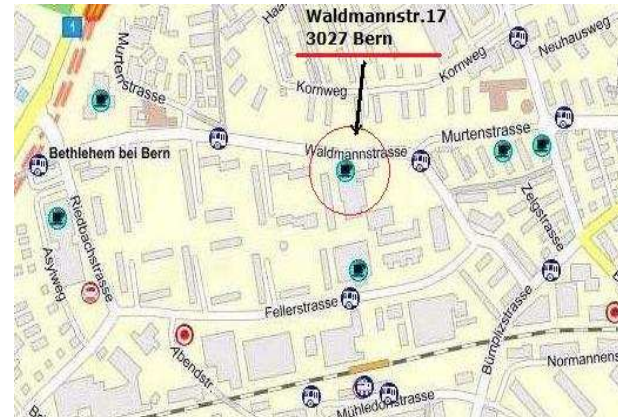 Waldmannstr.17
3027 Bern
1
Murtenstrasse
Kornweg
Kornweg
Neuhausweg
Bethlehem bei Bern
Waldmannstrasse
Murtenstrasse
Riedbachstrasse
Asylweg
Zelgstrasse
Fellerstrasse
Abendstr.
Bümplizstrasse
Normannens
Mühledorfstrasse